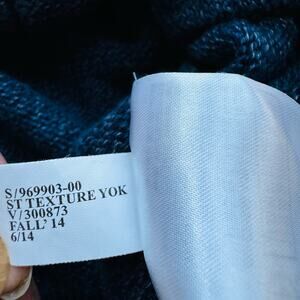 S/969903-00
ST TEXTURE YOK
V/300873
FALL' 14
6/14